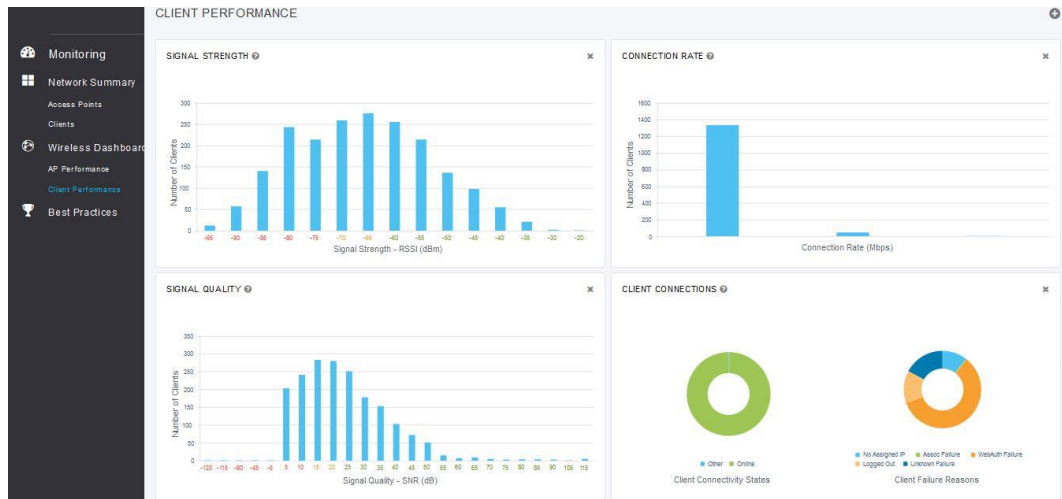 CLIENT PERFORMANCE
Monitoring
Network Summary
Access Points
Clients
Wireless Dashboard
AP Performance
Client Performance
Best Practices
SIGNAL STRENGTH
Number of Clients
300
250
200
150
100
50
0
-95 -90 -85 -80 -75 -70 -65 -60 -55 -50 -45 -40 -35 -30 -20
Signal Strength - RSSI (dBm)
CONNECTION RATE
Number of Clients
1600
1400
1200
1000
800
600
400
200
0
Connection Rate (Mbps)
SIGNAL QUALITY
Number of Clients
350
300
250
200
150
100
50
0
-120 -115 -90 -45 -5 5 10 15 20 25 30 35 40 45 50 55 60 65 70 75 80 85 90 105 115
Signal Quality - SNR (dB)
CLIENT CONNECTIONS
Other Online
Client Connectivity States
No Assigned IP Assoc Failure WebAuth Failure
Logged Out Unknown Failure
Client Failure Reasons